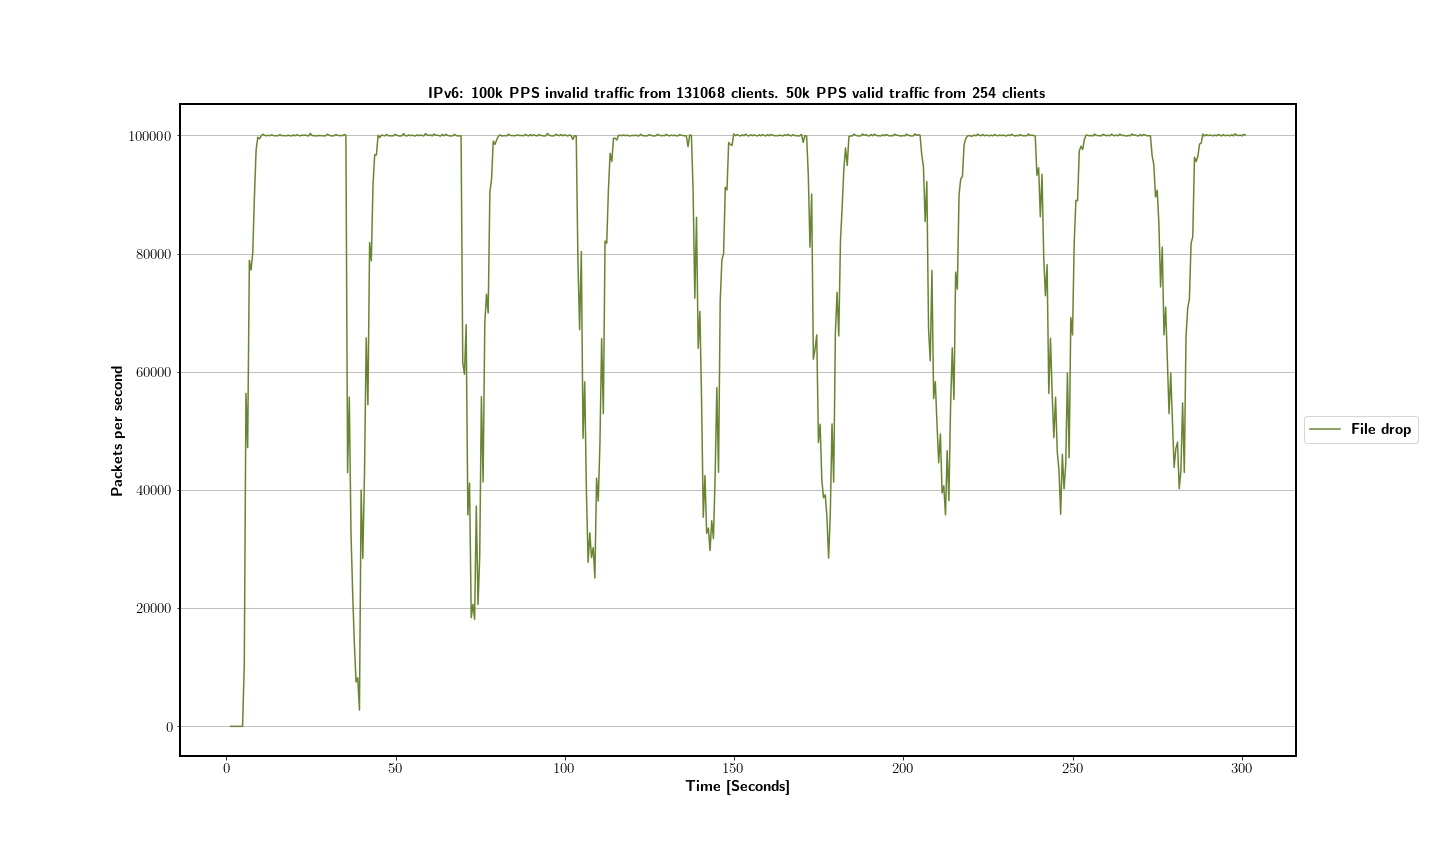 IPv6: 100k PPS invalid traffic from 131068 clients. 50k PPS valid traffic from 254 clients
100000
80000
60000
40000
20000
0
Packets per second
0 50 100 150 200 250 300
Time [Seconds]
File drop